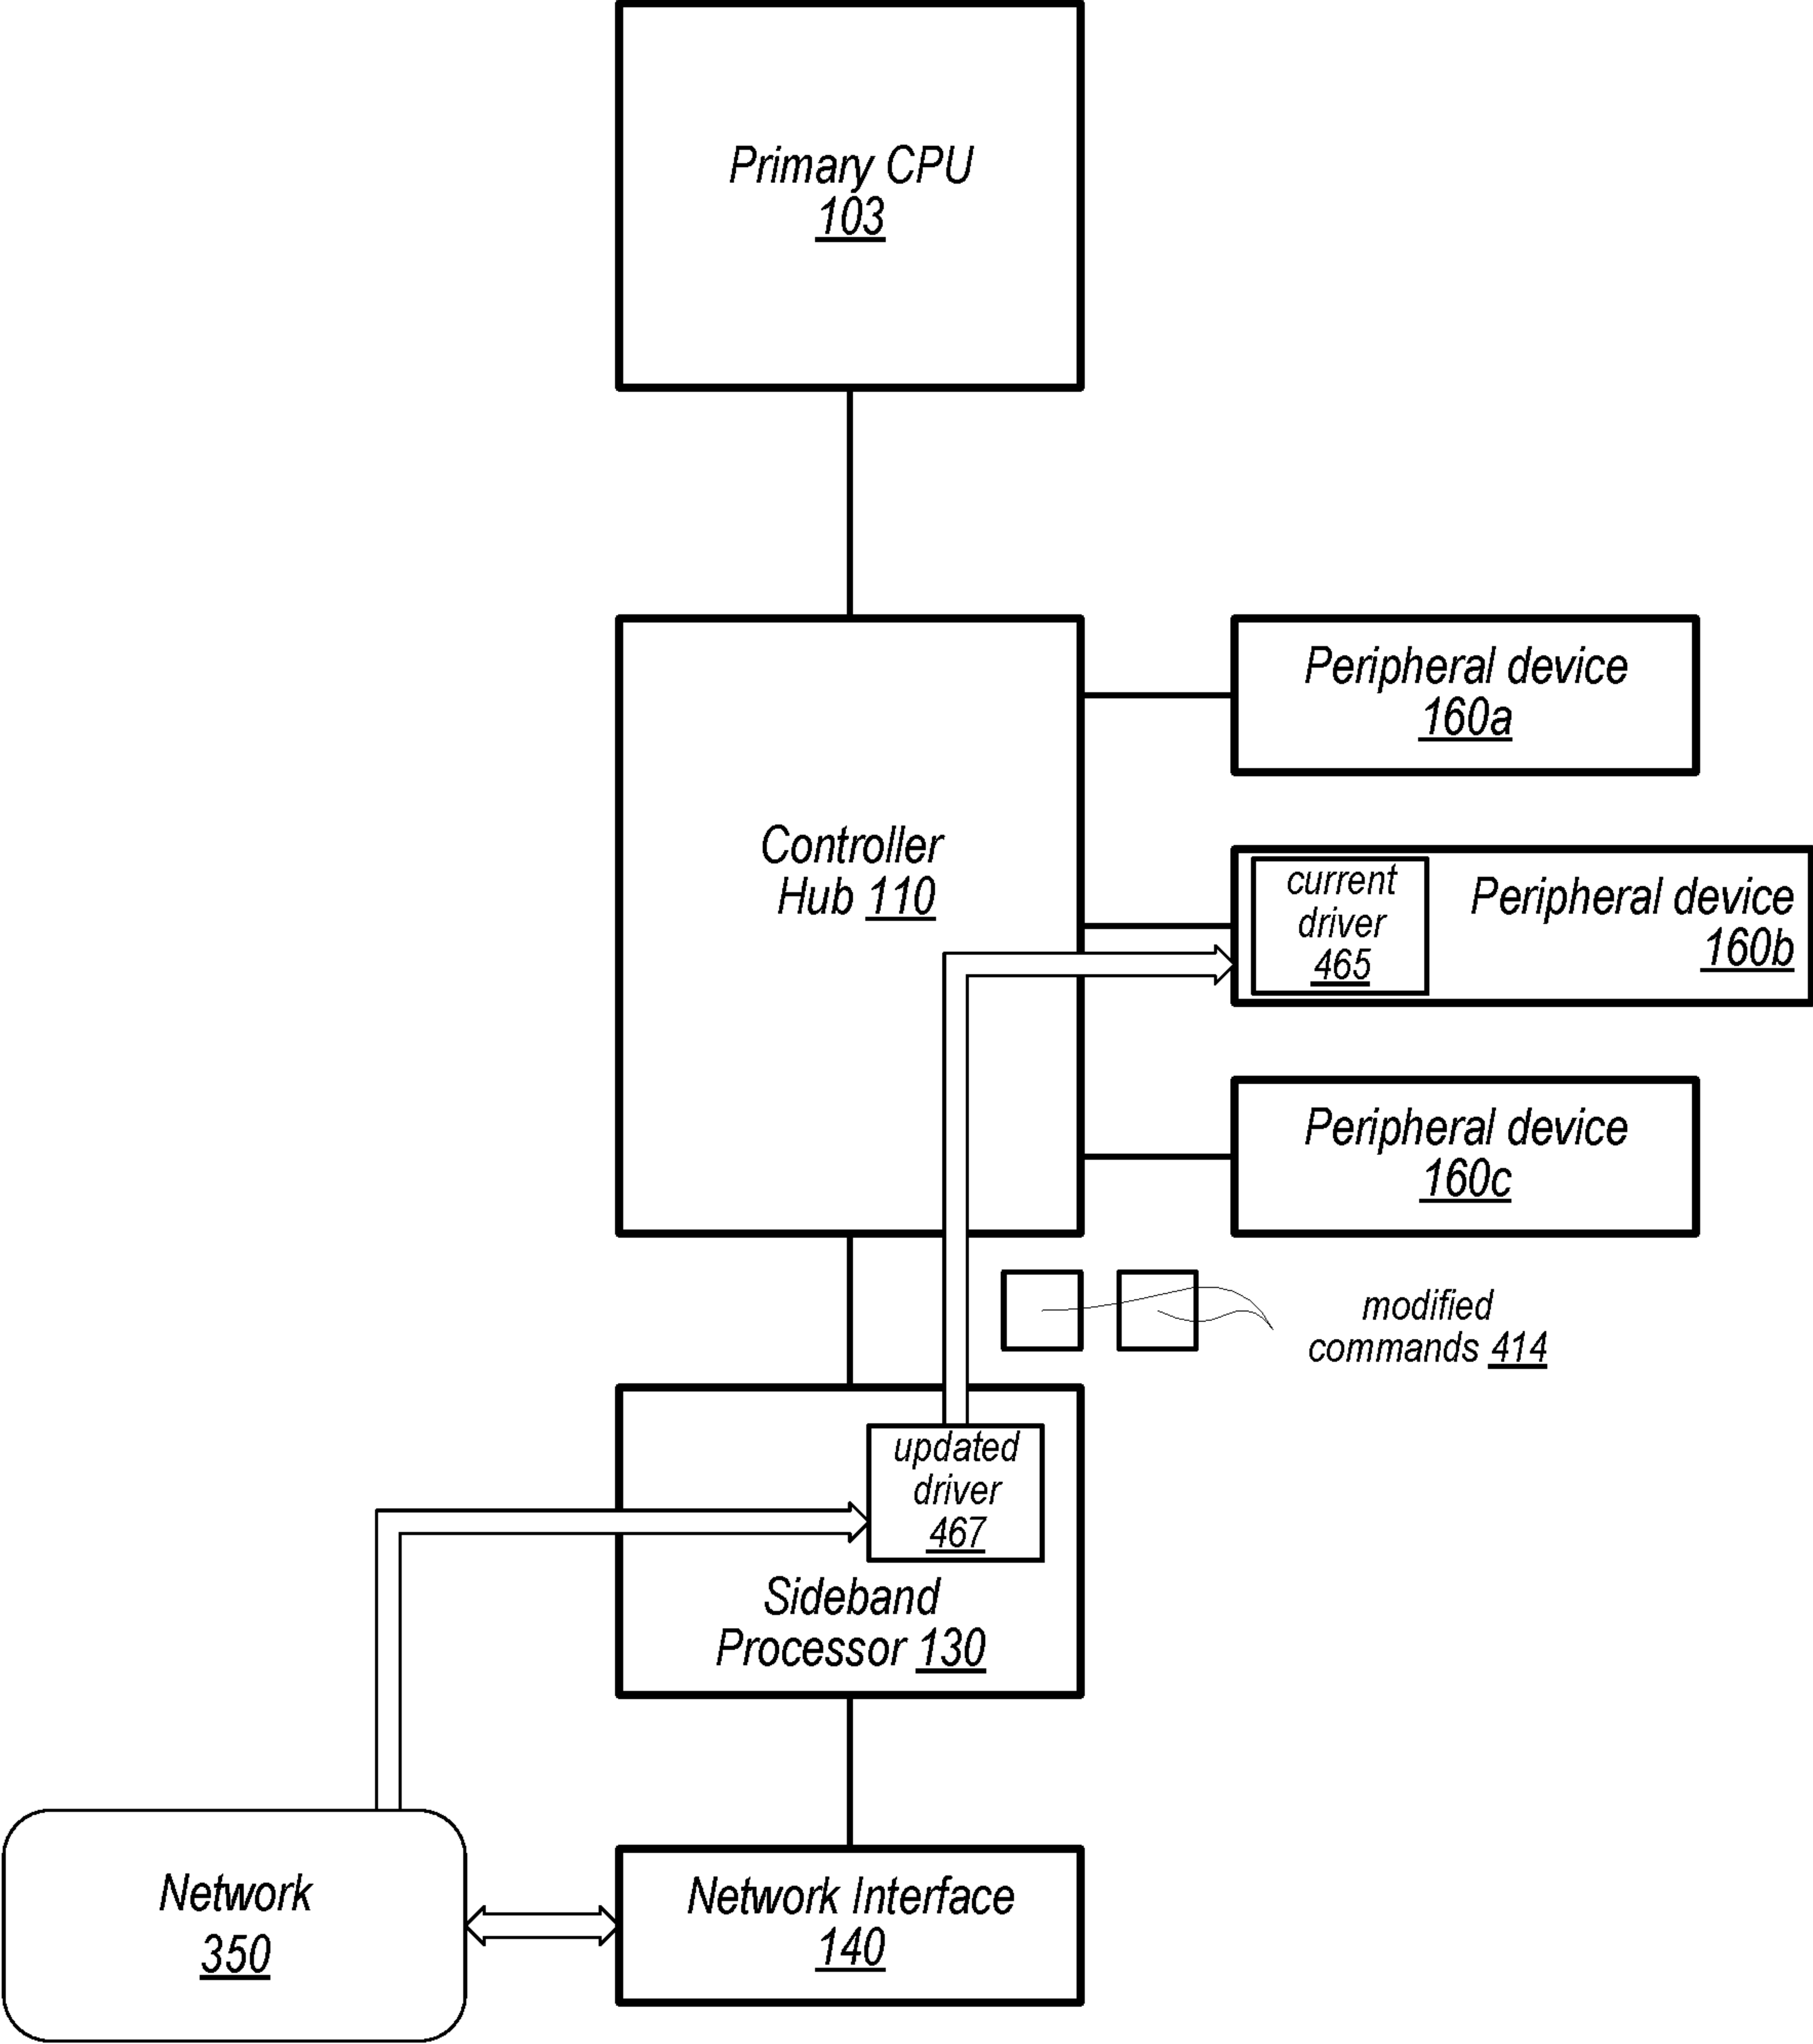 Primary CPU
103
Controller
Hub 110
Peripheral device
160a
current
driver
465
Peripheral device
160b
Peripheral device
160c
modified
commands 414
updated
driver
467
Sideband
Processor 130
Network
350
Network Interface
140